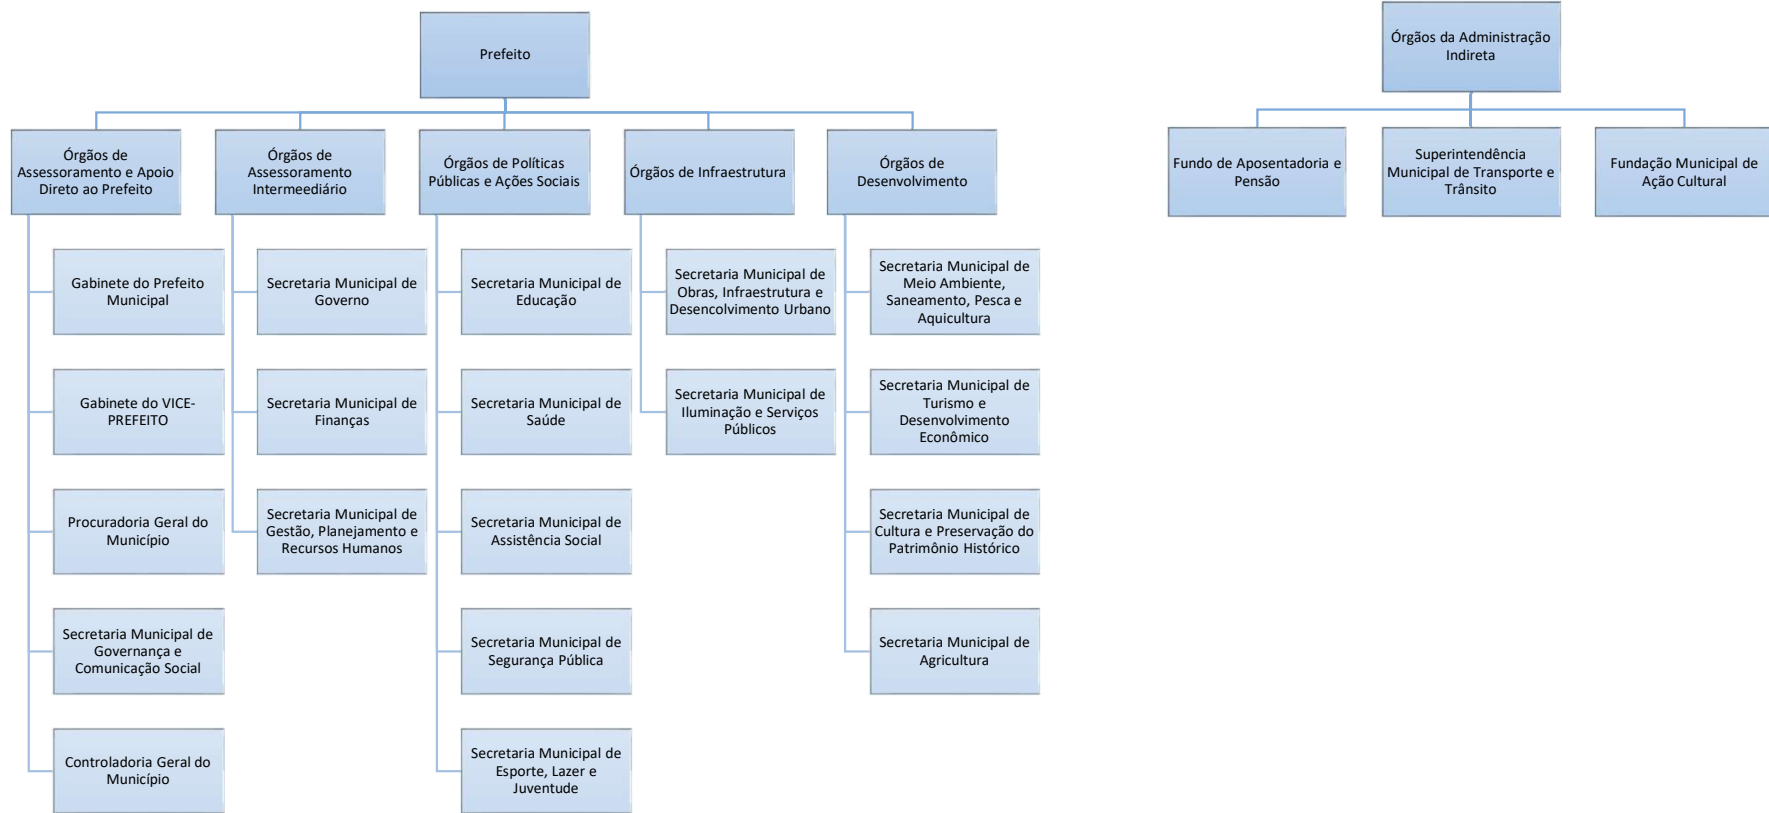 Prefeito
Órgãos de
Assessoramento e Apoio
Direto ao Prefeito
Gabinete do Prefeito
Municipal
Gabinete do VICE-
PREFEITO
Procuradoria Geral do
Município
Secretaria Municipal de
Governança e
Comunicação Social
Controladoria Geral do
Município
Órgãos de
Assessoramento
Intermeediário
Secretaria Municipal de
Governo
Secretaria Municipal de
Finanças
Secretaria Municipal de
Gestão, Planejamento e
Recursos Humanos
Órgãos de Políticas
Públicas e Ações Sociais
Secretaria Municipal de
Educação
Secretaria Municipal de
Saúde
Secretaria Municipal de
Assistência Social
Secretaria Municipal de
Segurança Pública
Secretaria Municipal de
Esporte, Lazer e
Juventude
Órgãos de Infraestrutura
Secretaria Municipal de
Obras, Infraestrutura e
Desencolvimento Urbano
Secretaria Municipal de
Iluminação e Serviços
Públicos
Órgãos de
Desenvolvimento
Secretaria Municipal de
Meio Ambiente,
Saneamento, Pesca e
Aquicultura
Secretaria Municipal de
Turismo e
Desenvolvimento
Econômico
Secretaria Municipal de
Cultura e Preservação do
Patrimônio Histórico
Secretaria Municipal de
Agricultura
Órgãos da Administração
Indireta
Fundo de Aposentadoria e
Pensão
Superintendência
Municipal de Transporte e
Trânsito
Fundação Municipal de
Ação Cultural